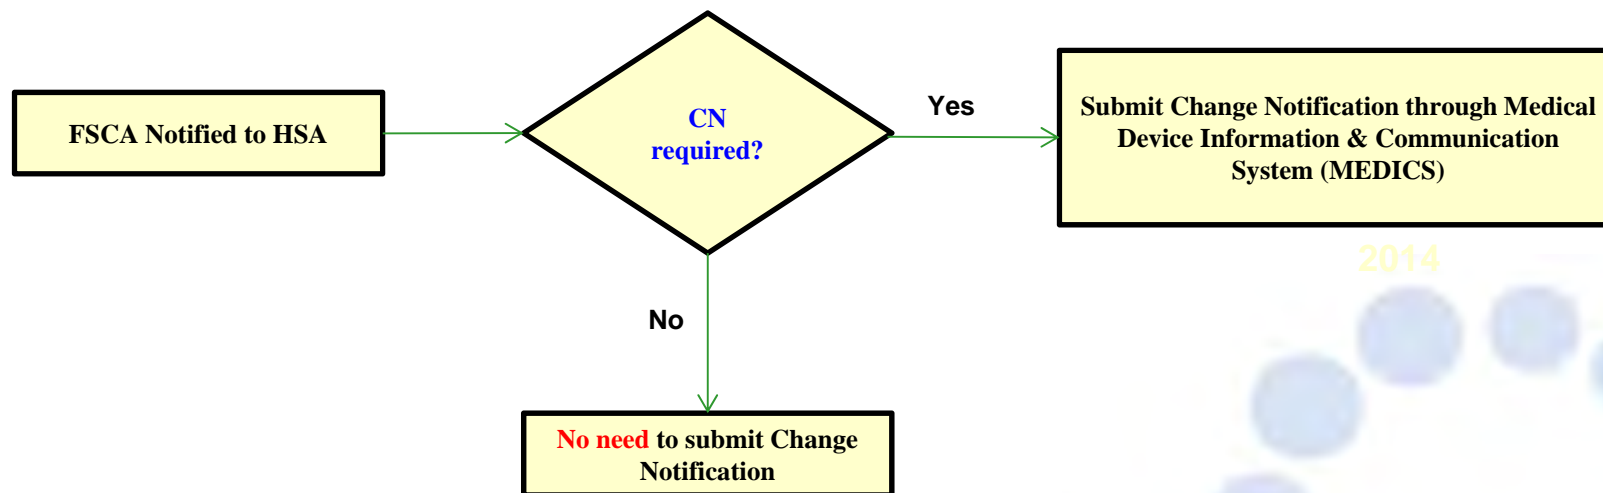 FSCA Notified to HSA
CN
required?
Yes
Submit Change Notification through Medical
Device Information & Communication
System (MEDICS)
2014
No
No need to submit Change
Notification